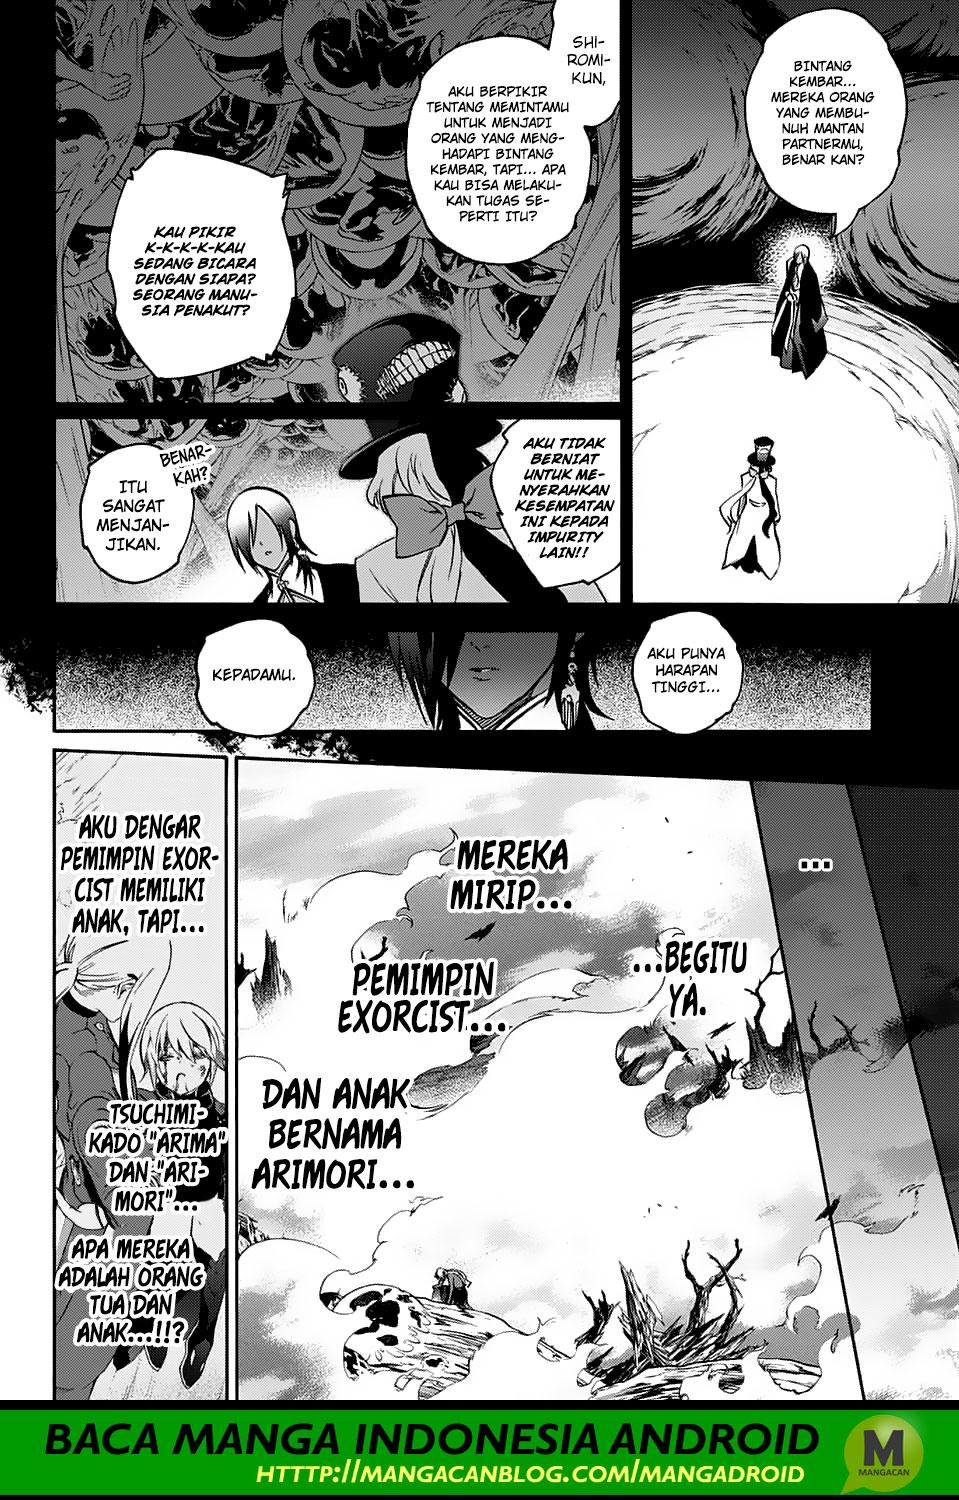 BINTANG
KEMBAR...
MEREKA ORANG
YANG MEMBU-
NUH MANTAN
PARTNERMU,
BENAR KAN?
SHI-
ROMI-
KUN,
AKU BERPIKIR
TENTANG MEMINTAMU
UNTUK MENJADI
ORANG YANG MENG-
HADAPI BINTANG
KEMBAR, TAPI... APA
KAU BISA MELAKU-
KAN TUGAS SE-
PERTI ITU?
KAU PIKIR
K-K-K-K-KAU
SEDANG BICARA
DENGAN SIAPA?
SEORANG MANU-
SIA PENAKUT?
AKU TIDAK
BERNIAT
UNTUK ME-
NYERAHKAN
KESEMPATAN
INI KEPADA
IMPURITY
LAIN!!
BENAR-
KAH?
ITU
SANGAT
MENJAN-
JIKAN.
AKU PUNYA
HARAPAN
TINGGI...
KEPADAMU.
...
...BEGITU
YA.
MEREKA
MIRIP...
PEMIMPIN
EXORCIST...
DAN ANAK
BERNAMA
ARIMORI...
AKU DENGAR
PEMIMPIN EXOR-
CIST MEMILIKI
ANAK, TAPI...
TSUCHIMI-
KADO "ARIMA"
DAN "ARI-
MORI"...
APA MEREKA
ADALAH ORANG
TUA DAN
ANAK...!!?
BACA MANGA INDONESIA ANDROID
HTTTP://MANGACANBLOG.COM/MANGADROID
M
MANGACAN